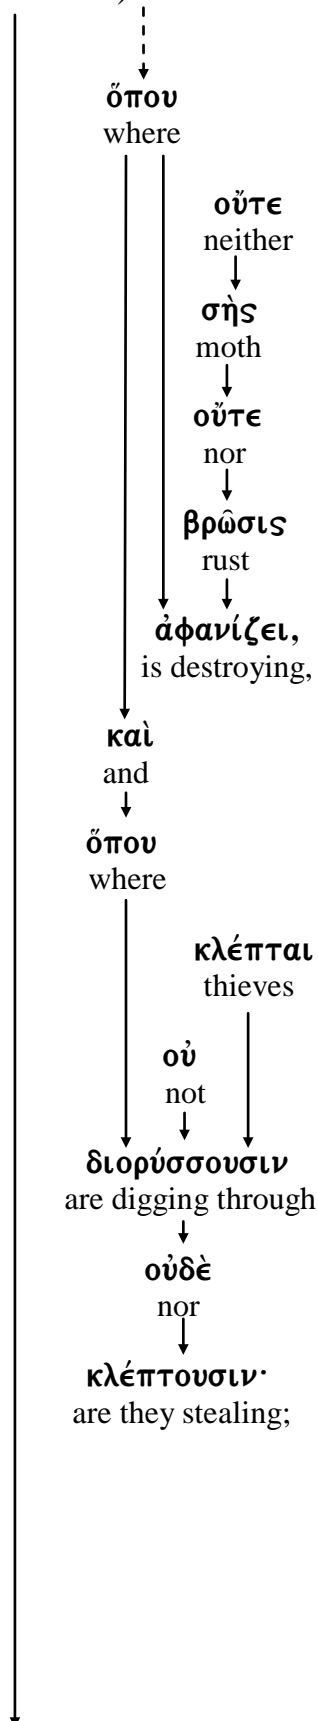 ὅπου
where
οὔτε
neither
σὴς
moth
οὔτε
nor
βρῶσις
rust
ἀφανίζει,
is destroying,
καὶ
and
ὅπου
where
κλέπται
thieves
οὐ
not
διορύσσουσιν
are digging through
οὐδὲ
nor
κλέπτουσιν·
are they stealing;